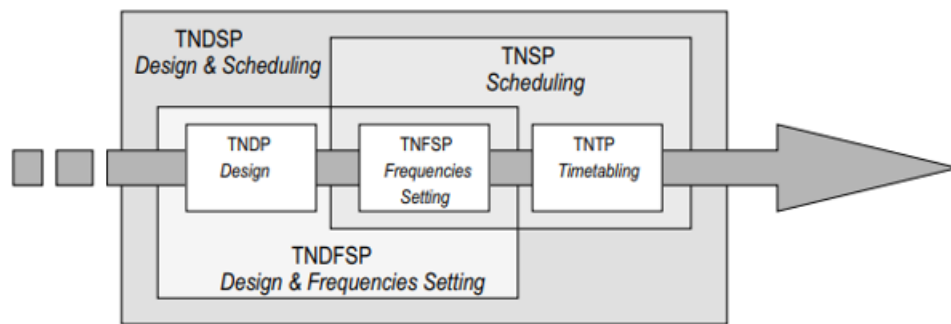 TNDSP
Design & Scheduling
TNSP
Scheduling
TNDP
Design
TNFSP
Frequencies
Setting
TNTP
Timetabling
TNDFSP
Design & Frequencies Setting